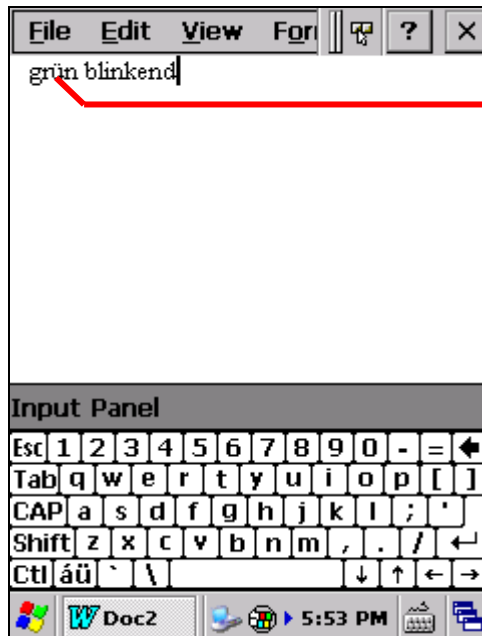 File Edit View For ? ×
grün blinkend
Input Panel
Esc 1 2 3 4 5 6 7 8 9 0 - =
Tab q w e r t y u i o p [ ]
CAP a s d f g h j k l ; '
Shift z x c v b n m , . /
Ctl áü ` \ ↓ ↑ ← →
Doc2 5:53 PM